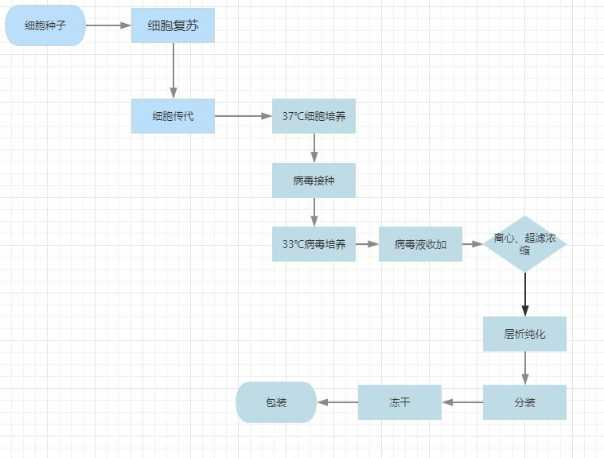 细胞种子
细胞复苏
细胞传代
37℃细胞培养
病毒接种
33℃病毒培养
病毒液收加
离心、超滤浓
缩
层析纯化
分装
冻干
包装